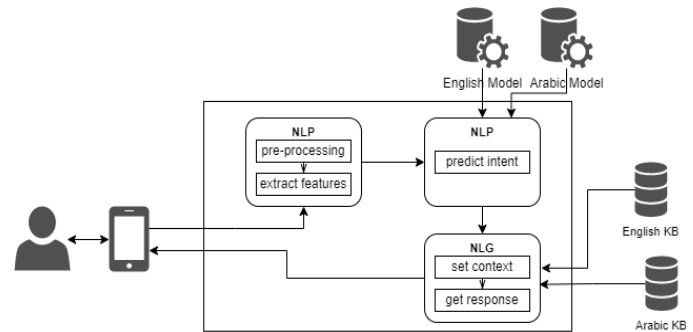 English Model
Arabic Model
NLP
pre-processing
extract features
NLP
predict intent
English KB
NLG
set context
get response
Arabic KB